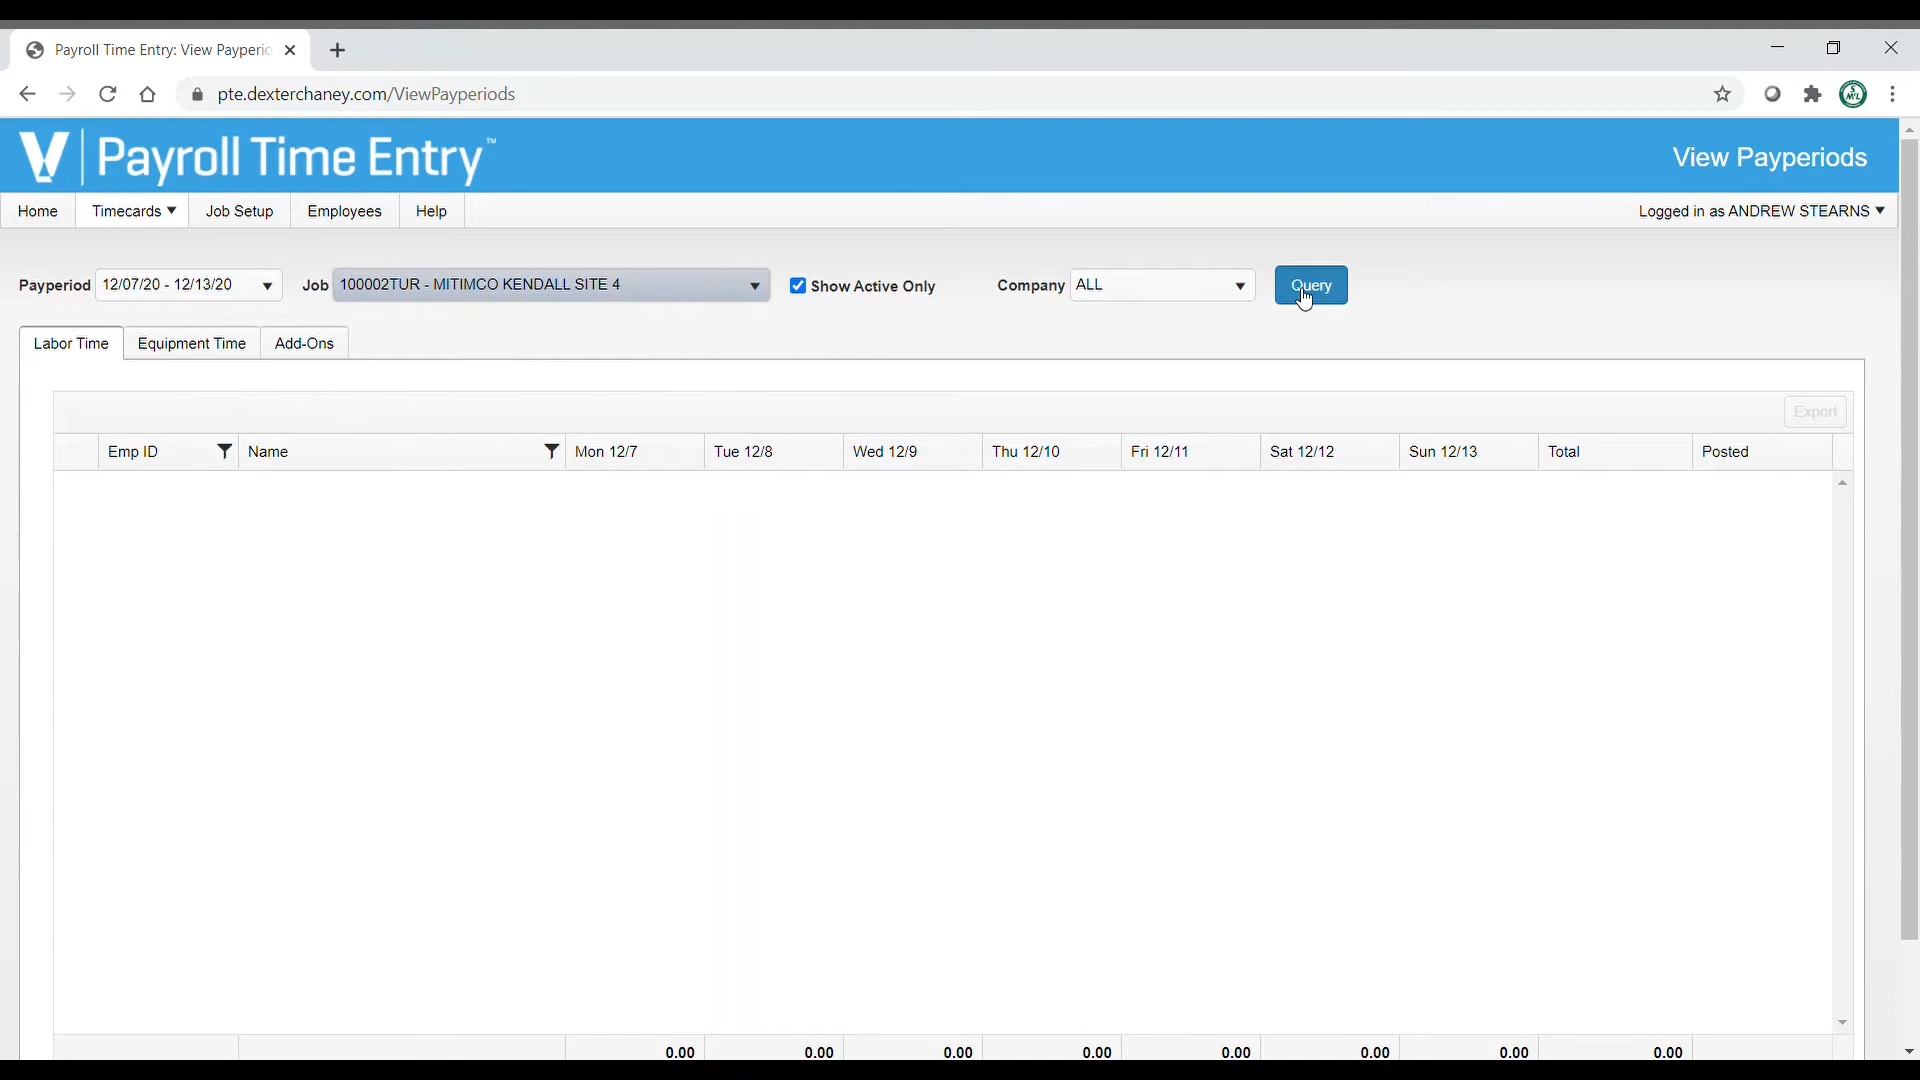 Payroll Time Entry: View Payperio
pte.dexterchaney.com/ViewPayperiods
Payroll Time Entry™
View Payperiods
Home Timecards Job Setup Employees Help Logged in as ANDREW STEARNS
Payperiod 12/07/20 - 12/13/20 Job 100002TUR - MITIMCO KENDALL SITE 4 Show Active Only Company ALL Query
Labor Time Equipment Time Add-Ons
Export
Emp ID Name Mon 12/7 Tue 12/8 Wed 12/9 Thu 12/10 Fri 12/11 Sat 12/12 Sun 12/13 Total Posted
0.00 0.00 0.00 0.00 0.00 0.00 0.00 0.00